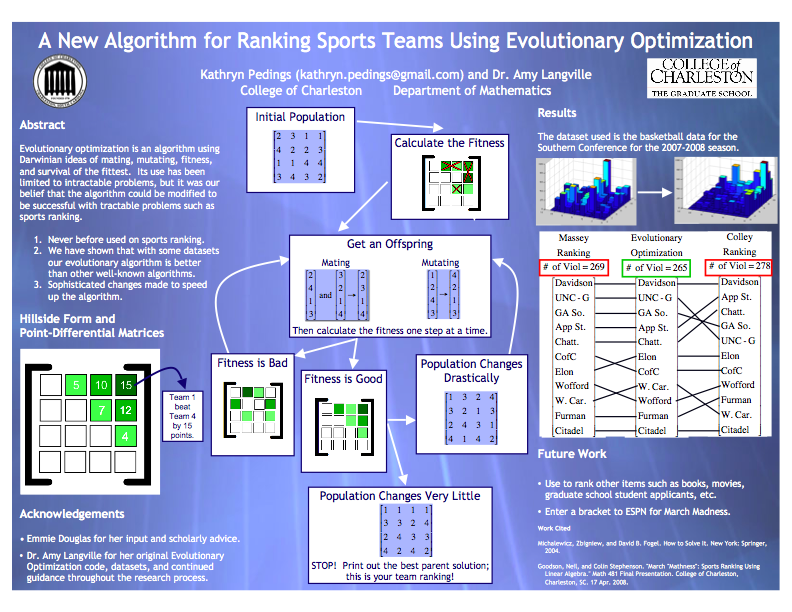 A New Algorithm for Ranking Sports Teams Using Evolutionary Optimization
Kathryn Pedings (kathryn.pedings@gmail.com) and Dr. Amy Langville
College of Charleston Department of Mathematics
COLLEGE of
CHARLESTON
THE GRADUATE SCHOOL
Abstract
Evolutionary optimization is an algorithm using
Darwinian ideas of mating, mutating, fitness,
and survival of the fittest. Its use has been
limited to intractable problems, but it was our
belief that the algorithm could be modified to
be successful with tractable problems such as
sports ranking.
1. Never before used on sports ranking.
2. We have shown that with some datasets
our evolutionary algorithm is better
than other well-known algorithms.
3. Sophisticated changes made to speed
up the algorithm.
Hillside Form and
Point-Differential Matrices
5 10 15
7 12
4
Team 1
beat
Team 4
by 15
points.
Acknowledgements
• Emmie Douglas for her input and scholarly advice.
• Dr. Amy Langville for her original Evolutionary
Optimization code, datasets, and continued
guidance throughout the research process.
Initial Population
2 3 1 1
4 2 2 3
1 1 4 4
3 4 3 2
Calculate the Fitness
Get an Offspring
Mating Mutating
2 3 2 1 4
4 2 3 2 2
1 and 1 → 1 4 → 1
3 4 4 3 3
Then calculate the fitness one step at a time.
Fitness is Bad
Fitness is Good
Population Changes
Drastically
1 3 2 4
3 2 1 3
2 4 3 1
4 1 4 2
Population Changes Very Little
1 1 1 1
3 3 2 4
2 4 3 3
4 2 4 2
STOP! Print out the best parent solution;
this is your team ranking!
Results
The dataset used is the basketball data for the
Southern Conference for the 2007-2008 season.
Massey Evolutionary Colley
Ranking Optimization Ranking
# of Viol=269 # of Viol=265 # of Viol=278
Davidson Davidson Davidson
UNC - G UNC - G App St.
GA So. GA So. Chatt.
App St. App St. GA So.
Chatt. Chatt. UNC - G
CofC Elon Elon
Elon CofC CofC
Wofford W. Car. Wofford
W. Car. Wofford Furman
Furman Furman W. Car.
Citadel Citadel Citadel
Future Work
• Use to rank other items such as books, movies,
graduate school student applicants, etc.
• Enter a bracket to ESPN for March Madness.
Work Cited
Michalewicz, Zbigniew, and David B. Fogel. How to Solve It. New York: Springer,
2004.
Goodson, Neil, and Colin Stephenson. "March "Mathness": Sports Ranking Using
Linear Algebra." Math 481 Final Presentation. College of Charleston,
Charleston, SC. 17 Apr. 2008.